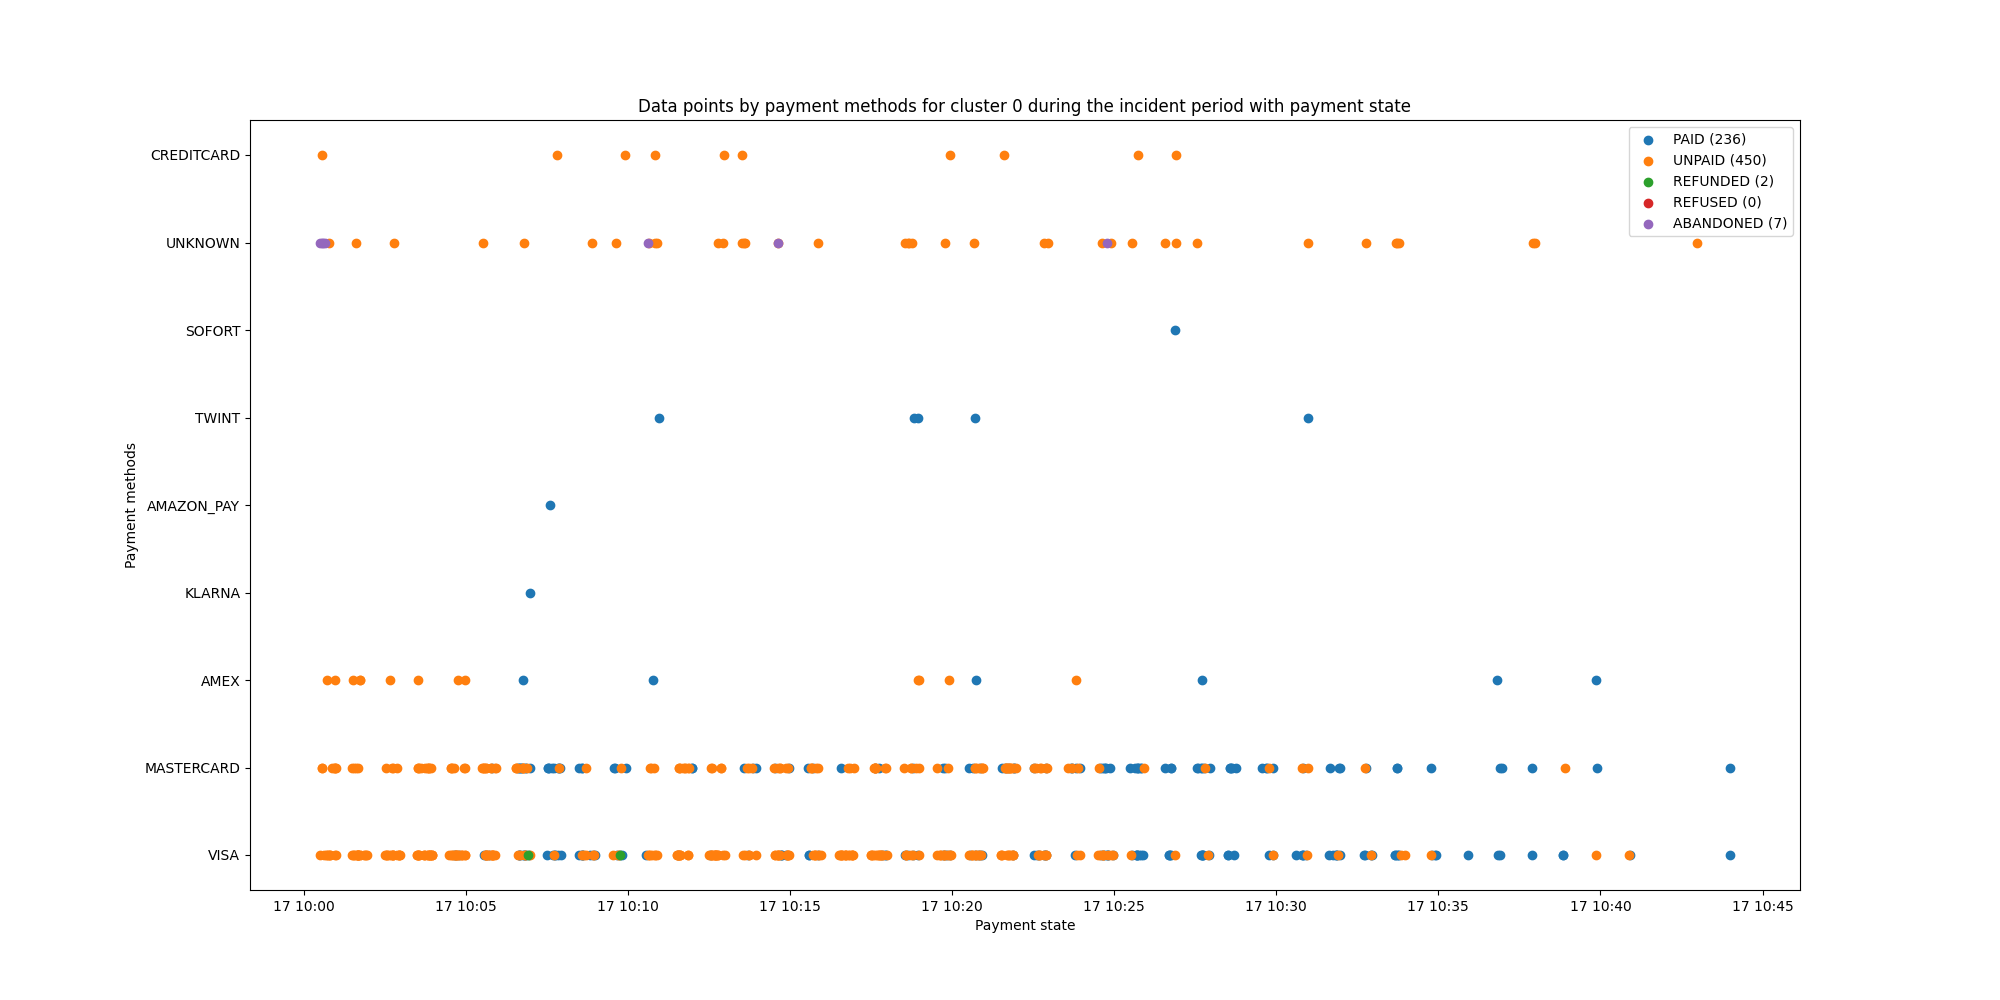 Data points by payment methods for cluster 0 during the incident period with payment state
PAID (236)
UNPAID (450)
REFUNDED (2)
REFUSED (0)
ABANDONED (7)
Payment methods
CREDITCARD
UNKNOWN
SOFORT
TWINT
AMAZON_PAY
KLARNA
AMEX
MASTERCARD
VISA
17 10:00 17 10:05 17 10:10 17 10:15 17 10:20 17 10:25 17 10:30 17 10:35 17 10:40 17 10:45
Payment state